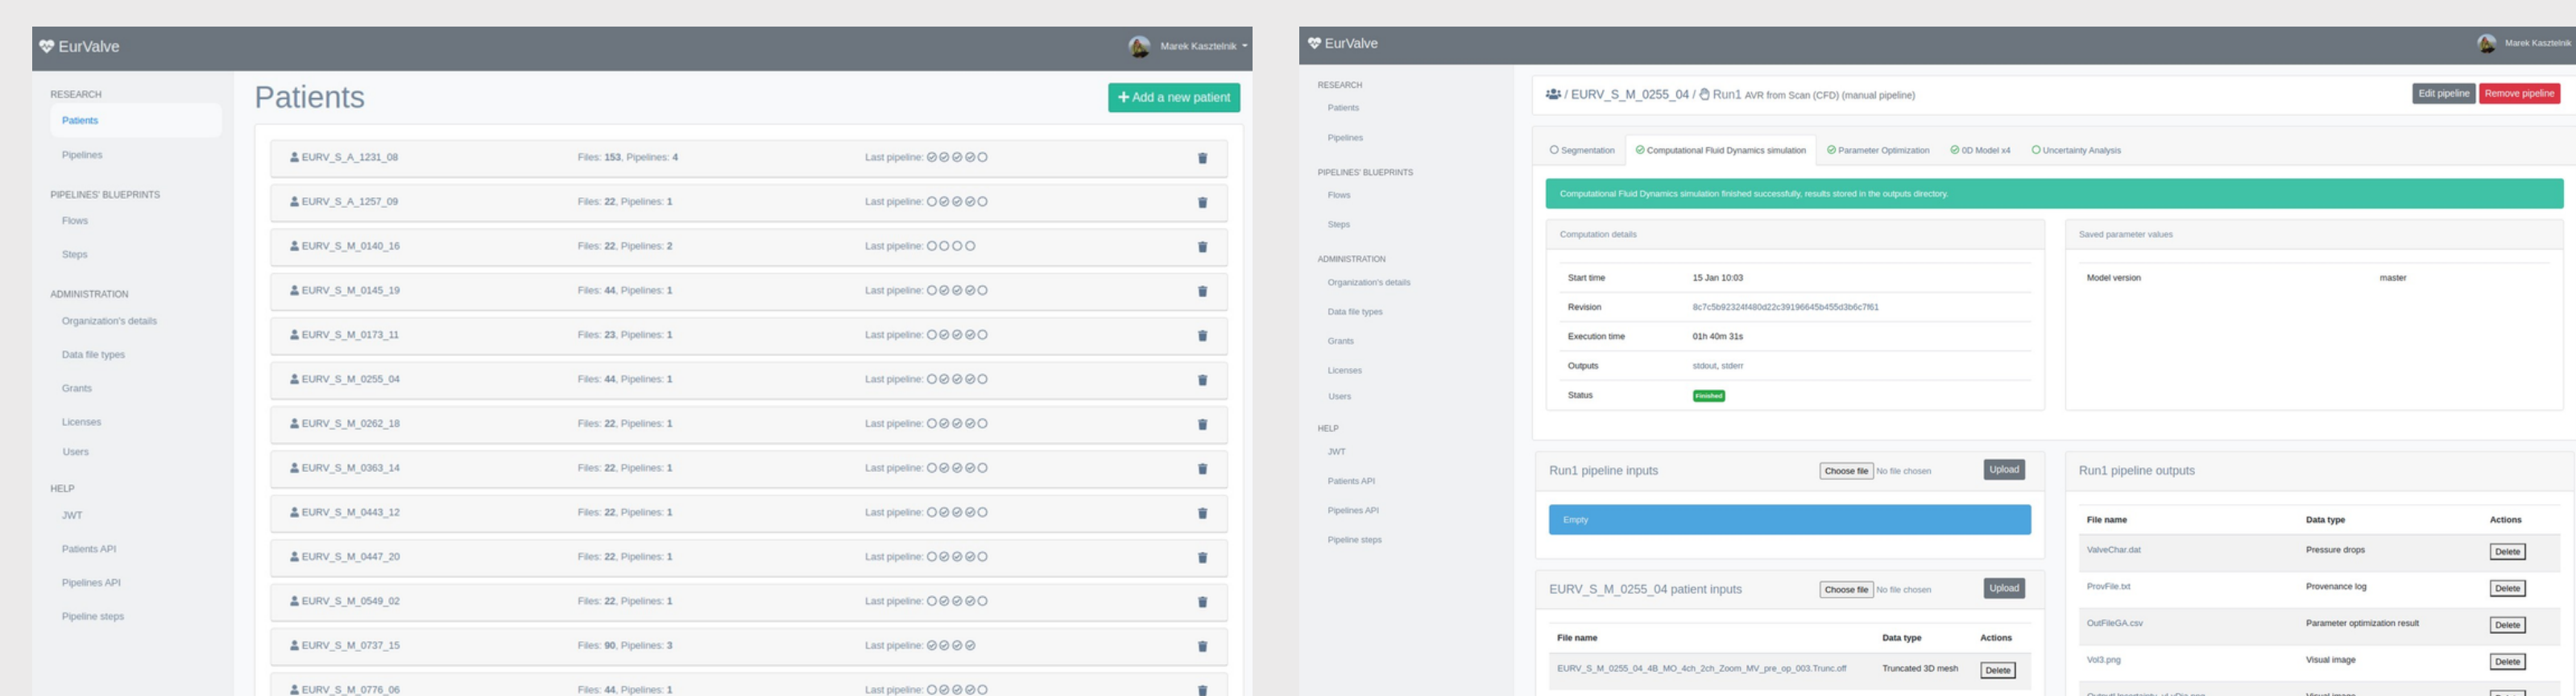 EurValve
Marek Kasztelnik
RESEARCH
Patients
Pipelines
PIPELINES' BLUEPRINTS
Flows
Steps
ADMINISTRATION
Organization's details
Data file types
Grants
Licenses
Users
HELP
JWT
Patients API
Pipelines API
Pipeline steps
Patients
+ Add a new patient
EURV_S_A_1231_08 Files: 153, Pipelines: 4 Last pipeline:
EURV_S_A_1257_09 Files: 22, Pipelines: 1 Last pipeline:
EURV_S_M_0140_16 Files: 22, Pipelines: 2 Last pipeline:
EURV_S_M_0145_19 Files: 44, Pipelines: 1 Last pipeline:
EURV_S_M_0173_11 Files: 23, Pipelines: 1 Last pipeline:
EURV_S_M_0255_04 Files: 44, Pipelines: 1 Last pipeline:
EURV_S_M_0262_18 Files: 22, Pipelines: 1 Last pipeline:
EURV_S_M_0363_14 Files: 22, Pipelines: 1 Last pipeline:
EURV_S_M_0443_12 Files: 22, Pipelines: 1 Last pipeline:
EURV_S_M_0447_20 Files: 22, Pipelines: 1 Last pipeline:
EURV_S_M_0549_02 Files: 22, Pipelines: 1 Last pipeline:
EURV_S_M_0737_15 Files: 90, Pipelines: 3 Last pipeline:
EURV_S_M_0776_06 Files: 44, Pipelines: 1 Last pipeline:
EurValve
Marek Kasztelnik
RESEARCH
Patients
Pipelines
PIPELINES' BLUEPRINTS
Flows
Steps
ADMINISTRATION
Organization's details
Data file types
Grants
Licenses
Users
HELP
JWT
Patients API
Pipelines API
Pipeline steps
/ EURV_S_M_0255_04 / Run1 AVR from Scan (CFD) (manual pipeline)
Edit pipeline Remove pipeline
Segmentation Computational Fluid Dynamics simulation Parameter Optimization 0D Model x4 Uncertainty Analysis
Computational Fluid Dynamics simulation finished successfully, results stored in the outputs directory.
Computation details
Start time 15 Jan 10:03
Revision 8c7c5b92324f480d22c39196645b455d3b6c7f61
Execution time 01h 40m 31s
Outputs stdout, stderr
Status Finished
Saved parameter values
Model version master
Run1 pipeline inputs Choose file No file chosen Upload
Empty
EURV_S_M_0255_04 patient inputs Choose file No file chosen Upload
File name Data type Actions
EURV_S_M_0255_04_4B_MO_4ch_2ch_Zoom_MV_pre_op_003.Trunc.off Truncated 3D mesh Delete
Run1 pipeline outputs
File name Data type Actions
ValveChar.dat Pressure drops Delete
ProvFile.txt Provenance log Delete
OutFileGA.csv Parameter optimization result Delete
Vol3.png Visual image Delete